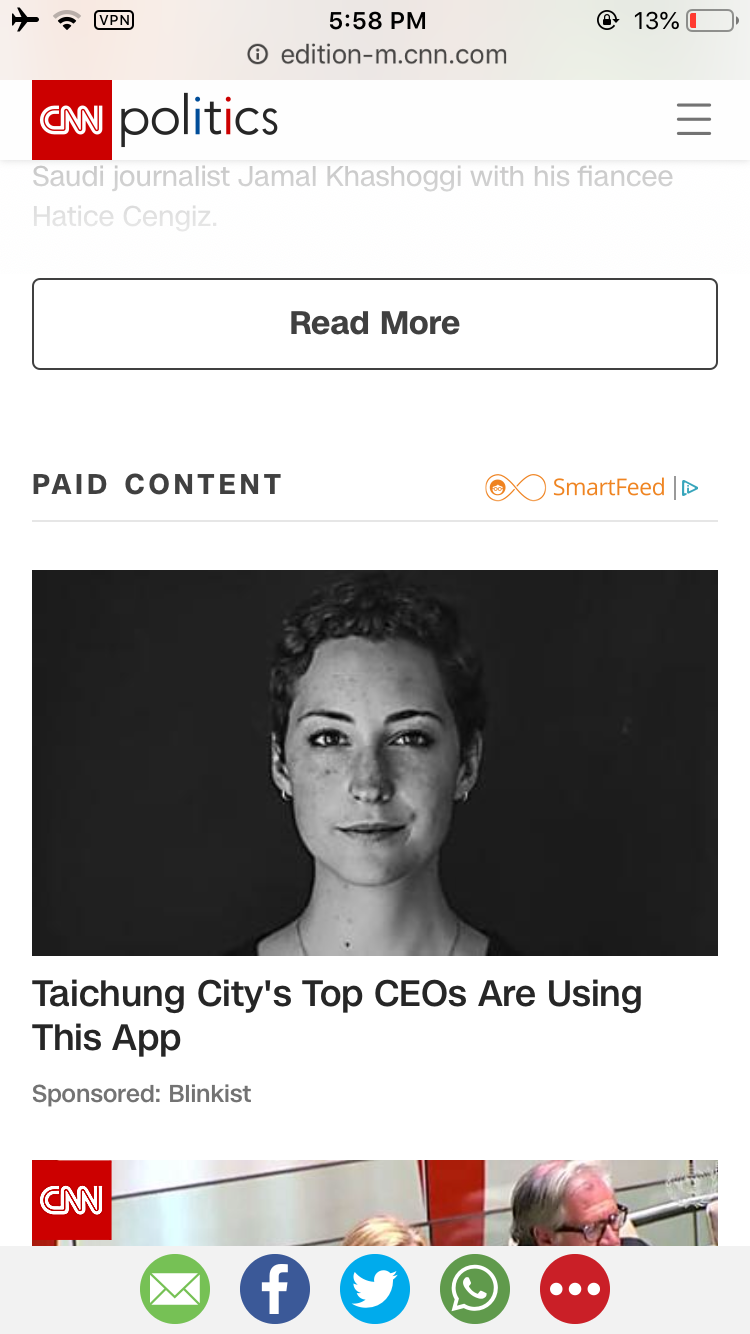 VPN
5:58 PM
13%
edition-m.cnn.com
CNN politics
Saudi journalist Jamal Khashoggi with his fiancee
Hatice Cengiz.
Read More
PAID CONTENT
SmartFeed
Taichung City's Top CEOs Are Using
This App
Sponsored: Blinkist
CNN